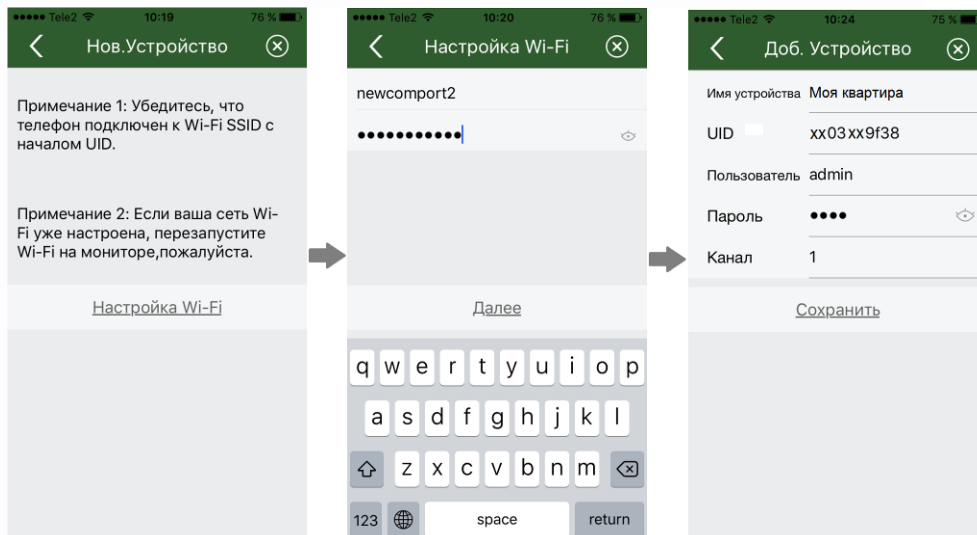 Tele2 10:19 76 %
Нов.Устройство
Примечание 1: Убедитесь, что
телефон подключен к Wi-Fi SSID с
началом UID.
Примечание 2: Если ваша сеть Wi-
Fi уже настроена, перезапустите
Wi-Fi на мониторе,пожалуйста.
Настройка Wi-Fi
Tele2 10:20 76 %
Настройка Wi-Fi
newcomport2
•••••••••••
Далее
q w e r t y u i o p
a s d f g h j k l
z x c v b n m
123 space return
Tele2 10:24 75 %
Доб. Устройство
Имя устройства Моя квартира
UID xx03xx9f38
Пользователь admin
Пароль ••••
Канал 1
Сохранить